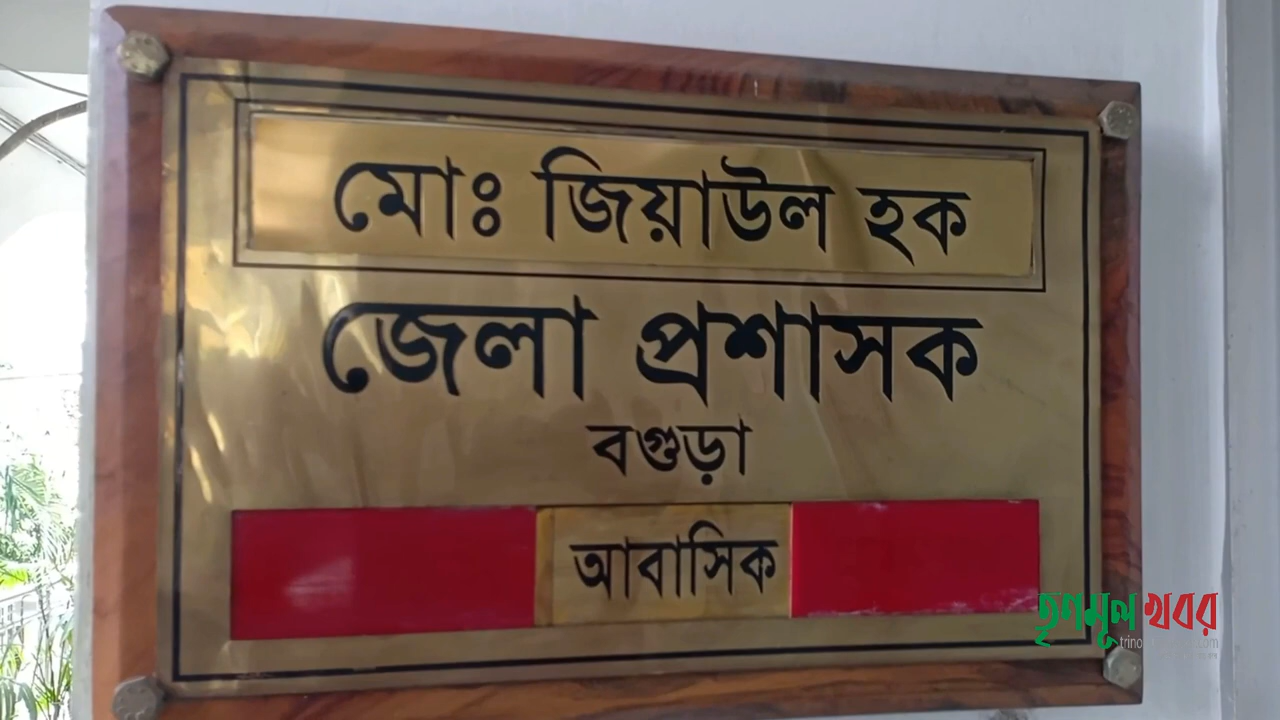 মোঃ জিয়াউল হক
জেলা প্রশাসক
বগুড়া
আবাসিক
তৃণমূল খবর